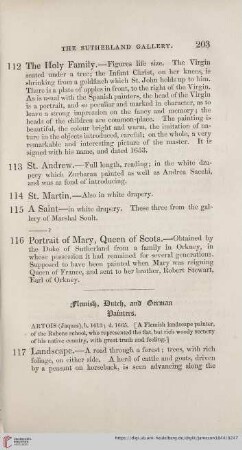 THE SUTHERLAND GALLERY. 203
112 The Holy Family.—Figures life size. The Virgin
seated under a tree; the Infant Christ, on her knees, is
shrinking from a goldfinch which St. John holds up to him.
There is a plate of apples in front, to the right of the Virgin.
As is usual with the Spanish painters, the head of the Virgin
is a portrait, and so peculiar and marked in character, as to
leave a strong impression on the fancy and memory; the
heads of the children are common-place. The painting is
beautiful, the colour bright and warm, the imitation of na-
ture in the objects introduced, careful; on the whole, a very
remarkable and interesting picture of the master. It is
signed with his name, and dated 1653.
113 St. Andrew.—Full length, reading; in the white dra-
pery which Zurbaran painted as well as Andrea Sacchi,
and was as fond of introducing.
114 St. Martin.—Also in white drapery.
115 A Saint—in white drapery. These three from the gal-
lery of Marshal Soult.
116 Portrait of Mary, Queen of Scots.—Obtained by
the Duke of Sutherland from a family in Orkney, in
whose possession it had remained for several generations.
Supposed to have been painted when Mary was reigning
Queen of France, and sent to her brother, Robert Stewart,
Earl of Orkney.
Flemish, Dutch, and German
Painters.
ARTOIS (Jaques), b. 1613; d. 1665. [A Flemish landscape painter,
of the Rubens school, who represented the flat, but rich woody scenery
of his native country, with great truth and feeling.]
117 Landscape.—A road through a forest; trees, with rich
foliage, on either side. A herd of cattle and goats, driven
by a peasant on horseback, is seen advancing along the